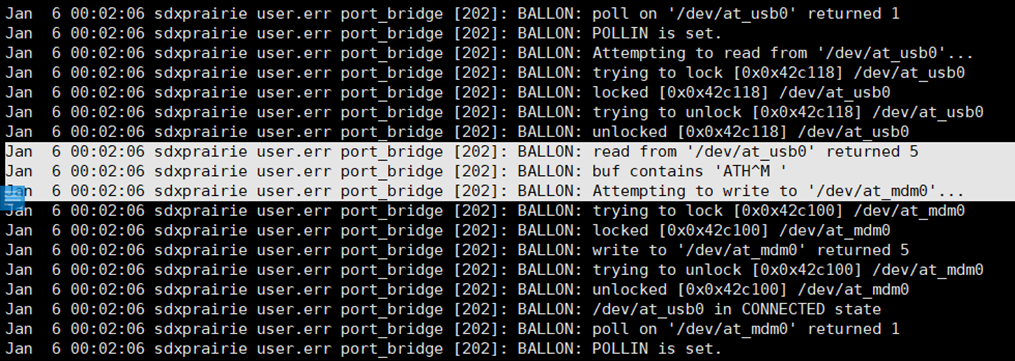 Jan  6 00:02:06 sdxprairie user.err port_bridge [202]: BALLON: poll on '/dev/at_usb0' returned 1
Jan  6 00:02:06 sdxprairie user.err port_bridge [202]: BALLON: POLLIN is set.
Jan  6 00:02:06 sdxprairie user.err port_bridge [202]: BALLON: Attempting to read from '/dev/at_usb0'...
Jan  6 00:02:06 sdxprairie user.err port_bridge [202]: BALLON: trying to lock [0x0x42c118] /dev/at_usb0
Jan  6 00:02:06 sdxprairie user.err port_bridge [202]: BALLON: locked [0x0x42c118] /dev/at_usb0
Jan  6 00:02:06 sdxprairie user.err port_bridge [202]: BALLON: trying to unlock [0x0x42c118] /dev/at_usb0
Jan  6 00:02:06 sdxprairie user.err port_bridge [202]: BALLON: unlocked [0x0x42c118] /dev/at_usb0
Jan  6 00:02:06 sdxprairie user.err port_bridge [202]: BALLON: read from '/dev/at_usb0' returned 5
Jan  6 00:02:06 sdxprairie user.err port_bridge [202]: BALLON: buf contains 'ATH^M '
Jan  6 00:02:06 sdxprairie user.err port_bridge [202]: BALLON: Attempting to write to '/dev/at_mdm0'...
Jan  6 00:02:06 sdxprairie user.err port_bridge [202]: BALLON: trying to lock [0x0x42c100] /dev/at_mdm0
Jan  6 00:02:06 sdxprairie user.err port_bridge [202]: BALLON: locked [0x0x42c100] /dev/at_mdm0
Jan  6 00:02:06 sdxprairie user.err port_bridge [202]: BALLON: write to '/dev/at_mdm0' returned 5
Jan  6 00:02:06 sdxprairie user.err port_bridge [202]: BALLON: trying to unlock [0x0x42c100] /dev/at_mdm0
Jan  6 00:02:06 sdxprairie user.err port_bridge [202]: BALLON: unlocked [0x0x42c100] /dev/at_mdm0
Jan  6 00:02:06 sdxprairie user.err port_bridge [202]: BALLON: /dev/at_usb0 in CONNECTED state
Jan  6 00:02:06 sdxprairie user.err port_bridge [202]: BALLON: poll on '/dev/at_mdm0' returned 1
Jan  6 00:02:06 sdxprairie user.err port_bridge [202]: BALLON: POLLIN is set.